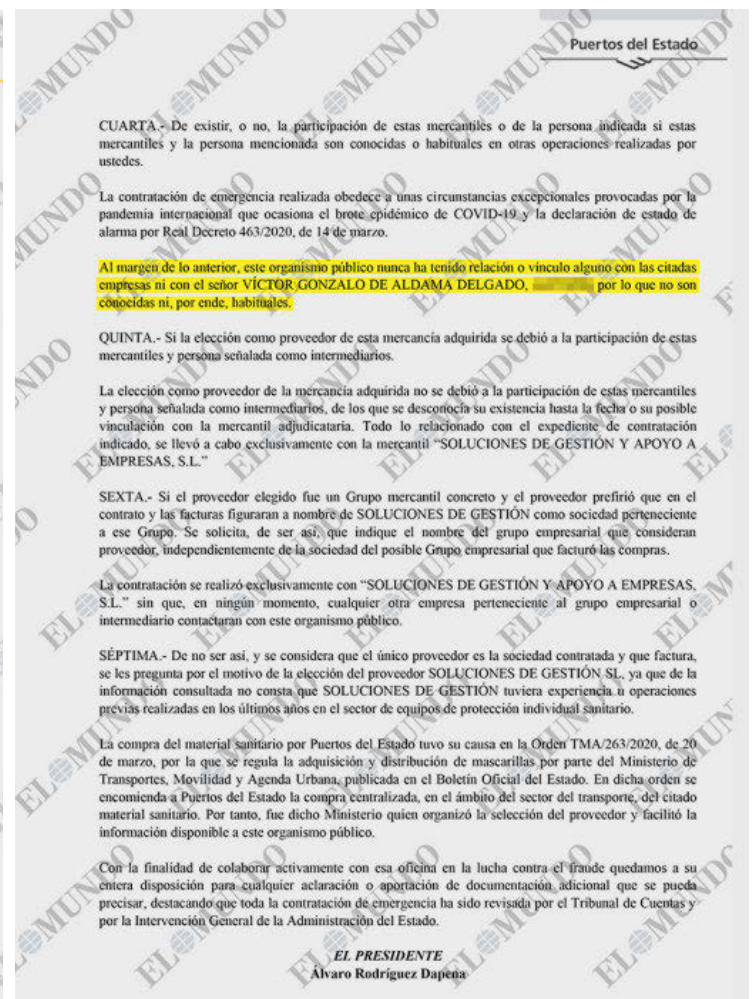 Puertos del Estado
CUARTA.- De existir, o no, la participación de estas mercantiles o de la persona indicada si estas
mercantiles y la persona mencionada son conocidas o habituales en otras operaciones realizadas por
ustedes.
La contratación de emergencia realizada obedece a unas circunstancias excepcionales provocadas por la
pandemia internacional que ocasiona el brote epidémico de COVID-19 y la declaración de estado de
alarma por Real Decreto 463/2020, de 14 de marzo.
Al margen de lo anterior, este organismo público nunca ha tenido relación o vínculo alguno con las citadas
empresas ni con el señor VÍCTOR GONZALO DE ALDAMA DELGADO, por lo que no son
conocidas ni, por ende, habituales.
QUINTA.- Si la elección como proveedor de esta mercancía adquirida se debió a la participación de estas
mercantiles y persona señalada como intermediarios.
La elección como proveedor de la mercancía adquirida no se debió a la participación de estas mercantiles
y persona señalada como intermediarios, de los que se desconocía su existencia hasta la fecha o su posible
vinculación con la mercantil adjudicataria. Todo lo relacionado con el expediente de contratación
indicado, se llevó a cabo exclusivamente con la mercantil “SOLUCIONES DE GESTIÓN Y APOYO A
EMPRESAS, S.L.”
SEXTA.- Si el proveedor elegido fue un Grupo mercantil concreto y el proveedor prefirió que en el
contrato y las facturas figuraran a nombre de SOLUCIONES DE GESTIÓN como sociedad perteneciente
a ese Grupo. Se solicita, de ser así, que indique el nombre del grupo empresarial que consideran
proveedor, independientemente de la sociedad del posible Grupo empresarial que facturó las compras.
La contratación se realizó exclusivamente con “SOLUCIONES DE GESTIÓN Y APOYO A EMPRESAS,
S.L.” sin que, en ningún momento, cualquier otra empresa perteneciente al grupo empresarial o
intermediario contactaran con este organismo público.
SÉPTIMA.- De no ser así, y se considera que el único proveedor es la sociedad contratada y que factura,
se les pregunta por el motivo de la elección del proveedor SOLUCIONES DE GESTIÓN SL, ya que de la
información consultada no consta que SOLUCIONES DE GESTIÓN tuviera experiencia u operaciones
previas realizadas en los últimos años en el sector de equipos de protección individual sanitario.
La compra del material sanitario por Puertos del Estado tuvo su causa en la Orden TMA/263/2020, de 20
de marzo, por la que se regula la adquisición y distribución de mascarillas por parte del Ministerio de
Transportes, Movilidad y Agenda Urbana, publicada en el Boletín Oficial del Estado. En dicha orden se
encomienda a Puertos del Estado la compra centralizada, en el ámbito del sector del transporte, del citado
material sanitario. Por tanto, fue dicho Ministerio quien organizó la selección del proveedor y facilitó la
información disponible a este organismo público.
Con la finalidad de colaborar activamente con esa oficina en la lucha contra el fraude quedamos a su
entera disposición para cualquier aclaración o aportación de documentación adicional que se pueda
precisar, destacando que toda la contratación de emergencia ha sido revisada por el Tribunal de Cuentas y
por la Intervención General de la Administración del Estado.
EL PRESIDENTE
Álvaro Rodríguez Dapena
EL MUNDO